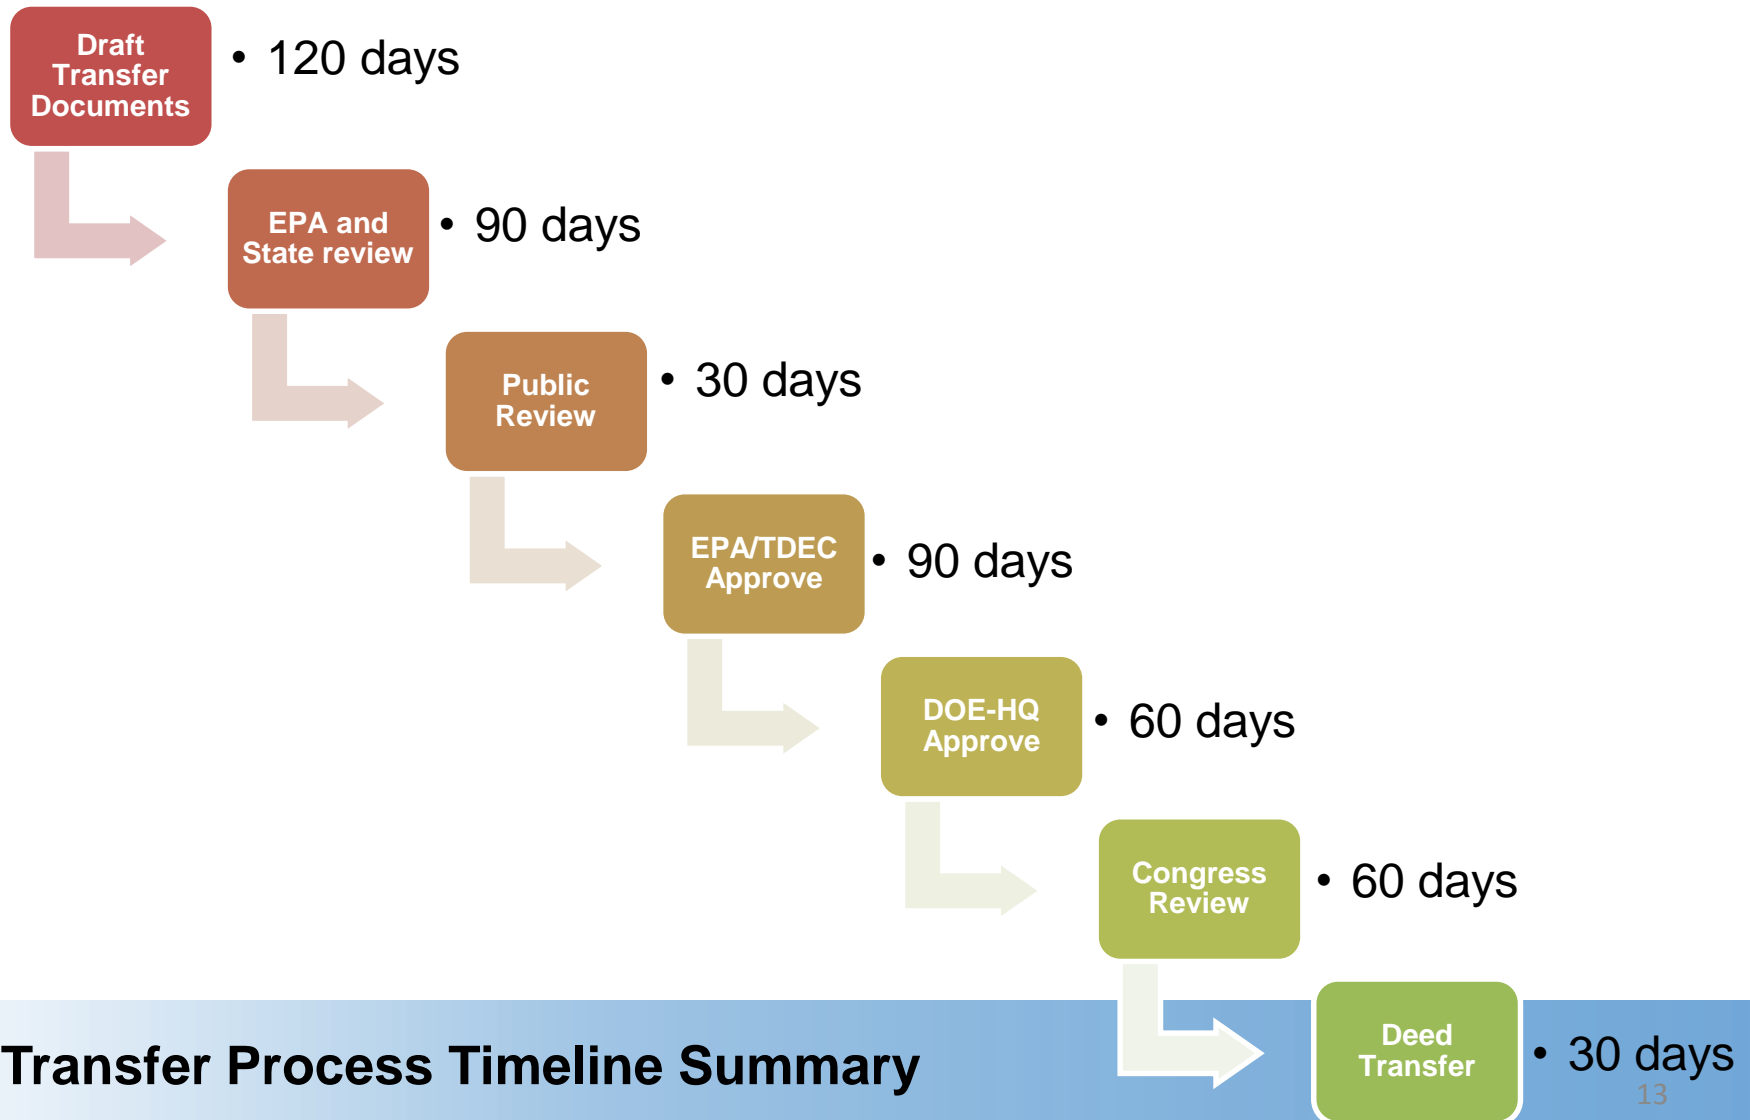 Draft
Transfer
Documents
• 120 days
EPA and
State review
• 90 days
Public
Review
• 30 days
EPA/TDEC
Approve
• 90 days
DOE-HQ
Approve
• 60 days
Congress
Review
• 60 days
Deed
Transfer
• 30 days
Transfer Process Timeline Summary
13